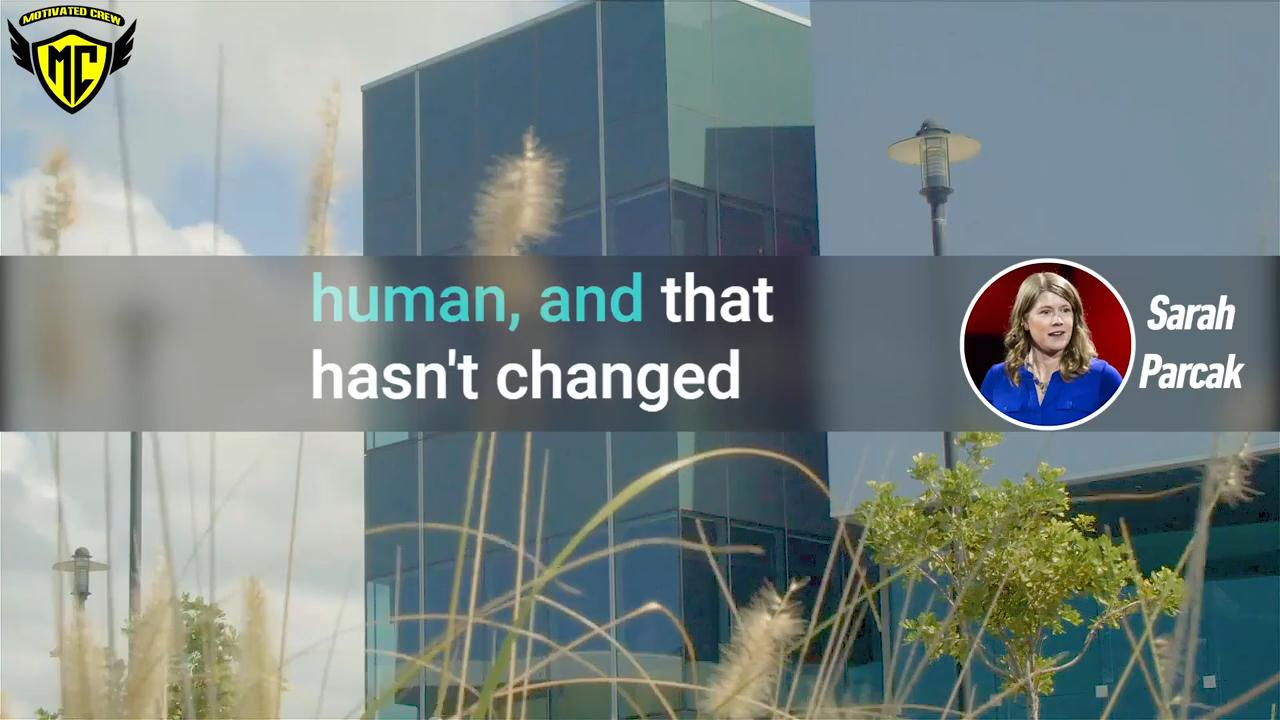 MOTIVATED CREW
MC
human, and that
hasn't changed
Sarah
Parcak